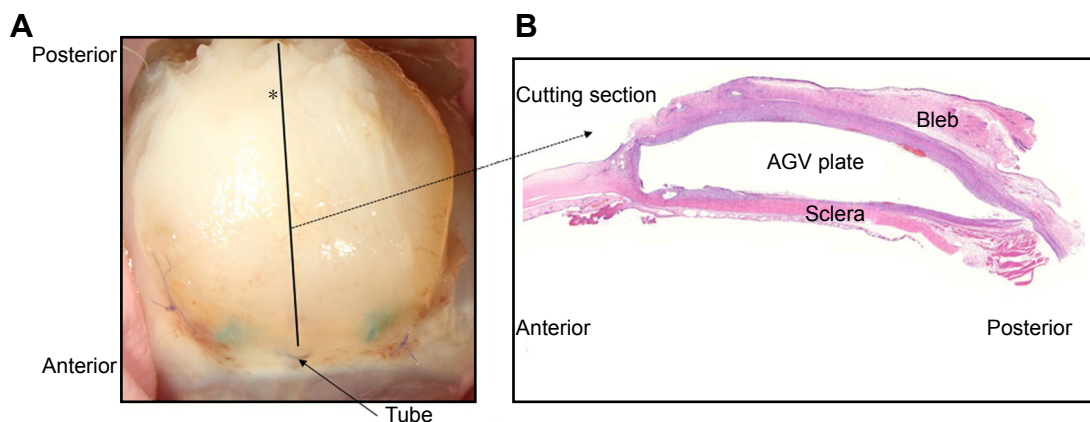 A
Posterior
*
Anterior
Tube
B
Cutting section
Bleb
AGV plate
Sclera
Anterior
Posterior